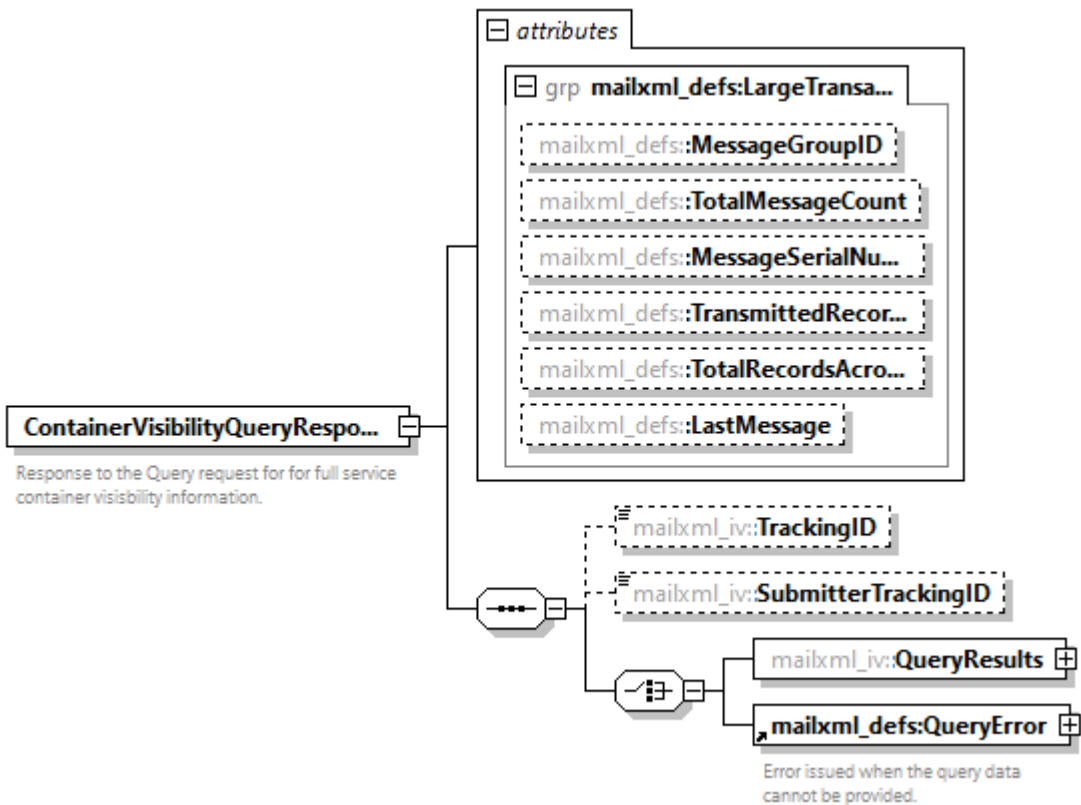 attributes
grp mailxml_defs:LargeTransa...
mailxml_defs::MessageGroupID
mailxml_defs::TotalMessageCount
mailxml_defs::MessageSerialNu...
mailxml_defs::TransmittedRecor...
mailxml_defs::TotalRecordsAcro...
mailxml_defs::LastMessage
ContainerVisibilityQueryRespo...
Response to the Query request for for full service
container visisbility information.
mailxml_iv::TrackingID
mailxml_iv::SubmitterTrackingID
mailxml_iv::QueryResults
mailxml_defs:QueryError
Error issued when the query data
cannot be provided.